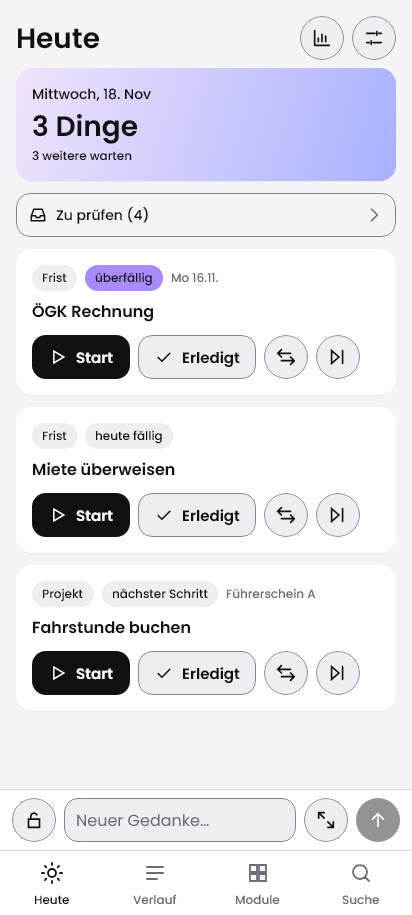 Heute
Mittwoch, 18. Nov
3 Dinge
3 weitere warten
Zu prüfen (4)
Frist überfällig Mo 16.11.
ÖGK Rechnung
Start Erledigt
Frist heute fällig
Miete überweisen
Start Erledigt
Projekt nächster Schritt Führerschein A
Fahrstunde buchen
Start Erledigt
Neuer Gedanke...
Heute Verlauf Module Suche